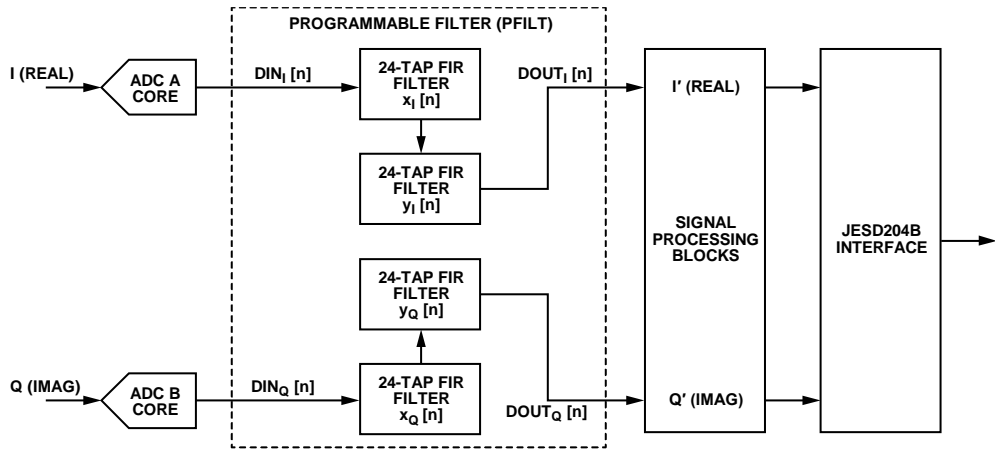 PROGRAMMABLE FILTER (PFILT)
I (REAL)
ADC A
CORE
DINI [n]
24-TAP FIR
FILTER
xI [n]
DOUTI [n]
I′ (REAL)
24-TAP FIR
FILTER
yI [n]
SIGNAL
PROCESSING
BLOCKS
JESD204B
INTERFACE
24-TAP FIR
FILTER
yQ [n]
Q (IMAG)
ADC B
CORE
DINQ [n]
24-TAP FIR
FILTER
xQ [n]
DOUTQ [n]
Q′ (IMAG)